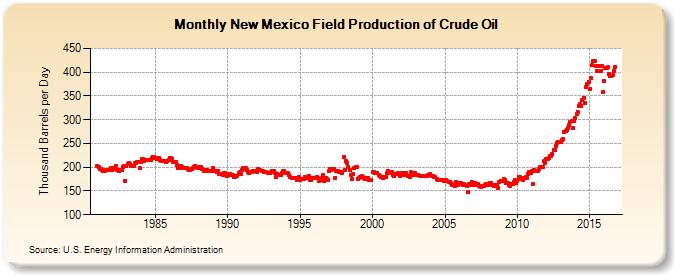 Monthly New Mexico Field Production of Crude Oil
Thousand Barrels per Day
450
400
350
300
250
200
150
100
1985 1990 1995 2000 2005 2010 2015
Source: U.S. Energy Information Administration